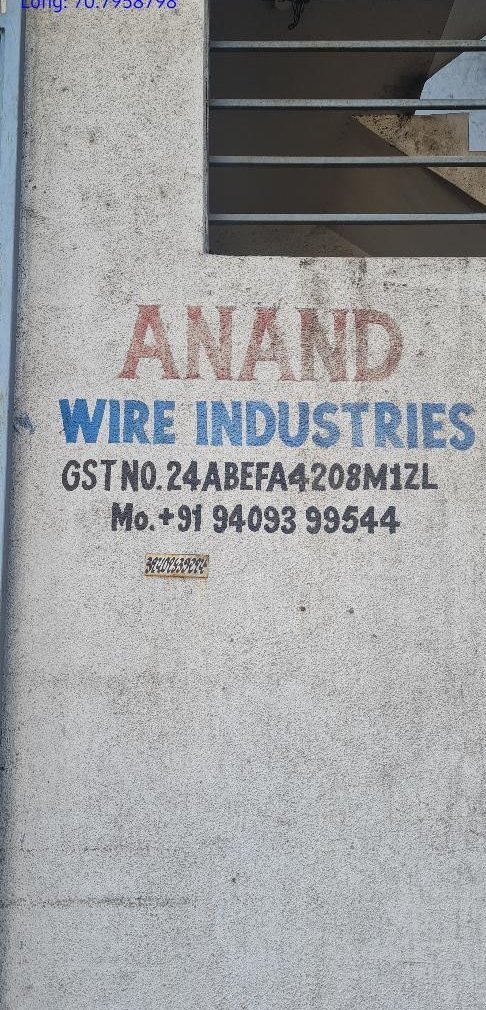 Long: 70.7958798
ANAND
WIRE INDUSTRIES
GST NO. 24ABEFA4208M1ZL
Mo.+91 94093 99544